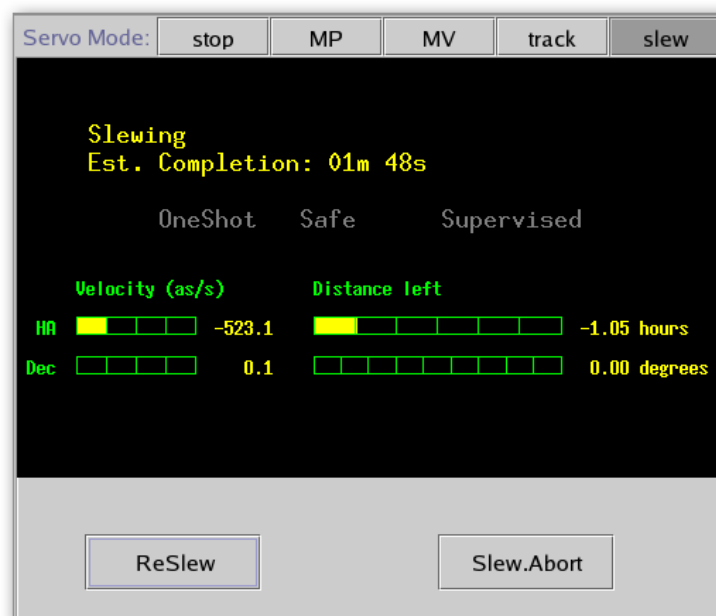 Servo Mode: stop MP MV track slew
Slewing
Est. Completion: 01m 48s
OneShot Safe Supervised
Velocity (as/s) Distance left
HA -523.1 -1.05 hours
Dec 0.1 0.00 degrees
ReSlew Slew.Abort